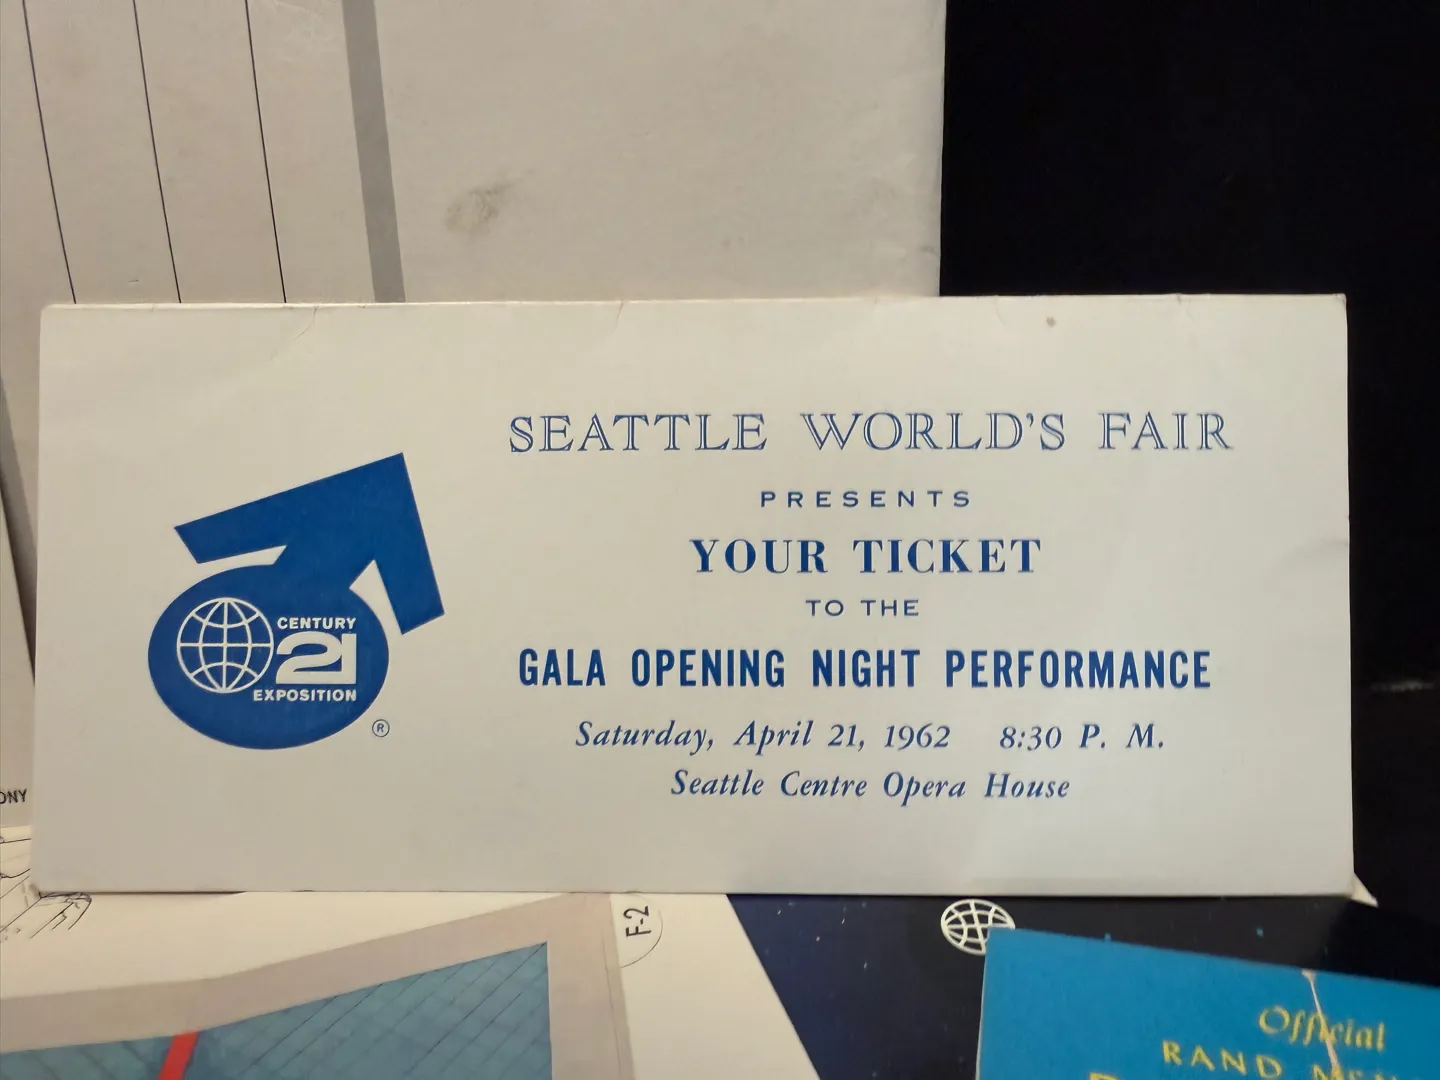 SEATTLE WORLD'S FAIR
PRESENTS
YOUR TICKET
TO THE
GALA OPENING NIGHT PERFORMANCE
Saturday, April 21, 1962 8:30 P. M.
Seattle Centre Opera House
CENTURY
21
EXPOSITION
®
F-2
Official
RAND